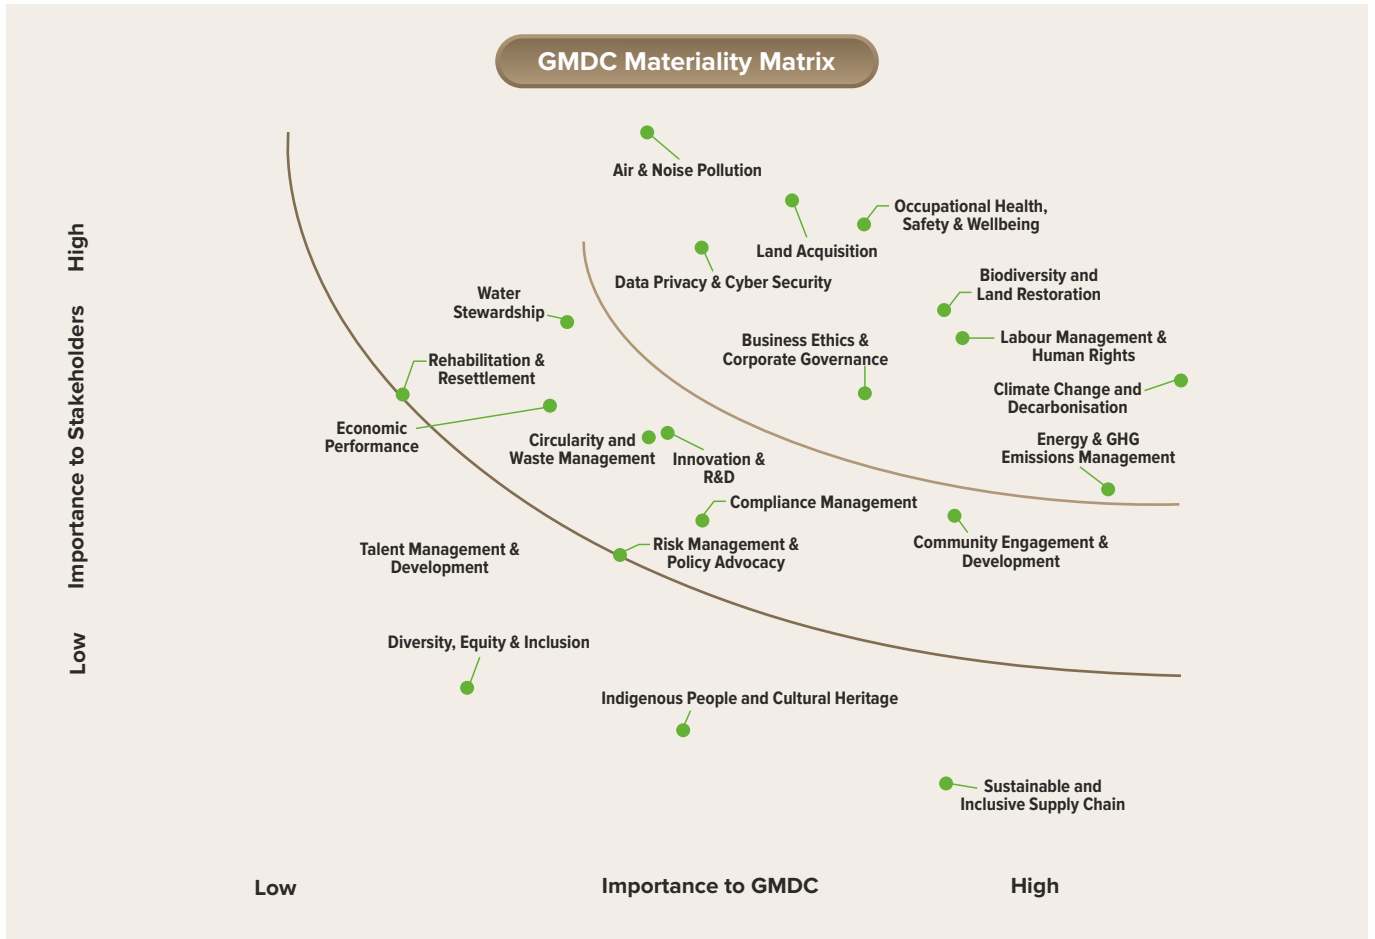 GMDC Materiality Matrix
Air & Noise Pollution
Occupational Health,
Safety & Wellbeing
Land Acquisition
Data Privacy & Cyber Security
Biodiversity and
Land Restoration
Water
Stewardship
Labour Management &
Human Rights
Business Ethics &
Corporate Governance
Rehabilitation &
Resettlement
Climate Change and
Decarbonisation
Economic
Performance
Circularity and
Waste Management
Innovation &
R&D
Energy & GHG
Emissions Management
Compliance Management
Risk Management &
Policy Advocacy
Community Engagement &
Development
Talent Management &
Development
Diversity, Equity & Inclusion
Indigenous People and Cultural Heritage
Sustainable and
Inclusive Supply Chain
High
Importance to Stakeholders
Low
Low
Importance to GMDC
High